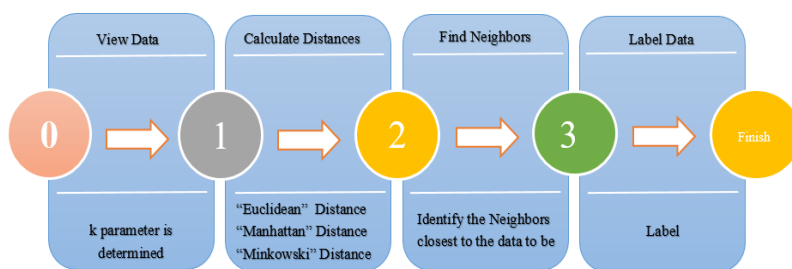 View Data
Calculate Distances
Find Neighbors
Label Data
0
1
2
3
Finish
k parameter is
determined
“Euclidean” Distance
“Manhattan” Distance
“Minkowski” Distance
Identify the Neighbors
closest to the data to be
Label